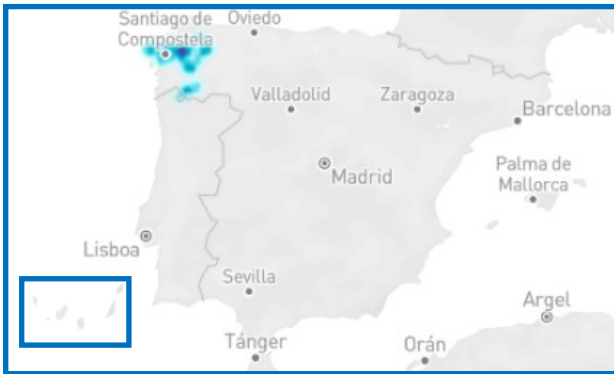 Santiago de
Compostela
Oviedo
Valladolid
Zaragoza
Barcelona
Madrid
Palma de
Mallorca
Lisboa
Sevilla
Argel
Tánger
Orán